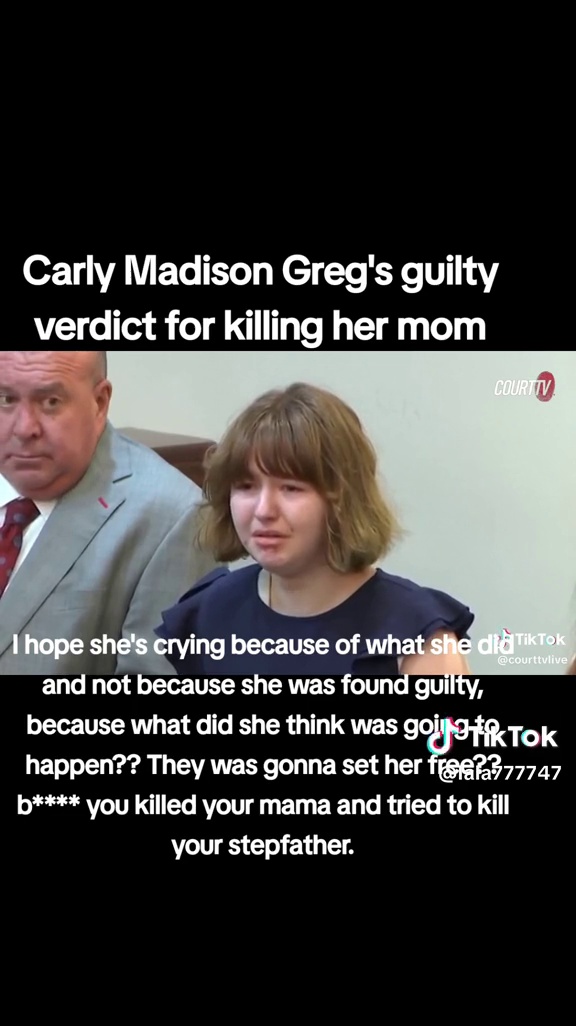 Carly Madison Greg's guilty
verdict for killing her mom
COURT TV
I hope she's crying because of what she did
TikTok
@courttvlive
and not because she was found guilty,
because what did she think was going to
TikTok
happen?? They was gonna set her free??
@lala777747
b**** you killed your mama and tried to kill
your stepfather.